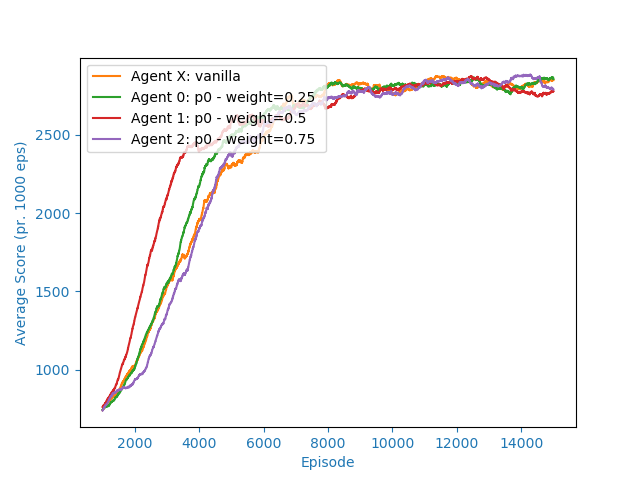 Agent X: vanilla
Agent 0: p0 - weight=0.25
Agent 1: p0 - weight=0.5
Agent 2: p0 - weight=0.75
Average Score (pr. 1000 eps)
2500
2000
1500
1000
2000 4000 6000 8000 10000 12000 14000
Episode